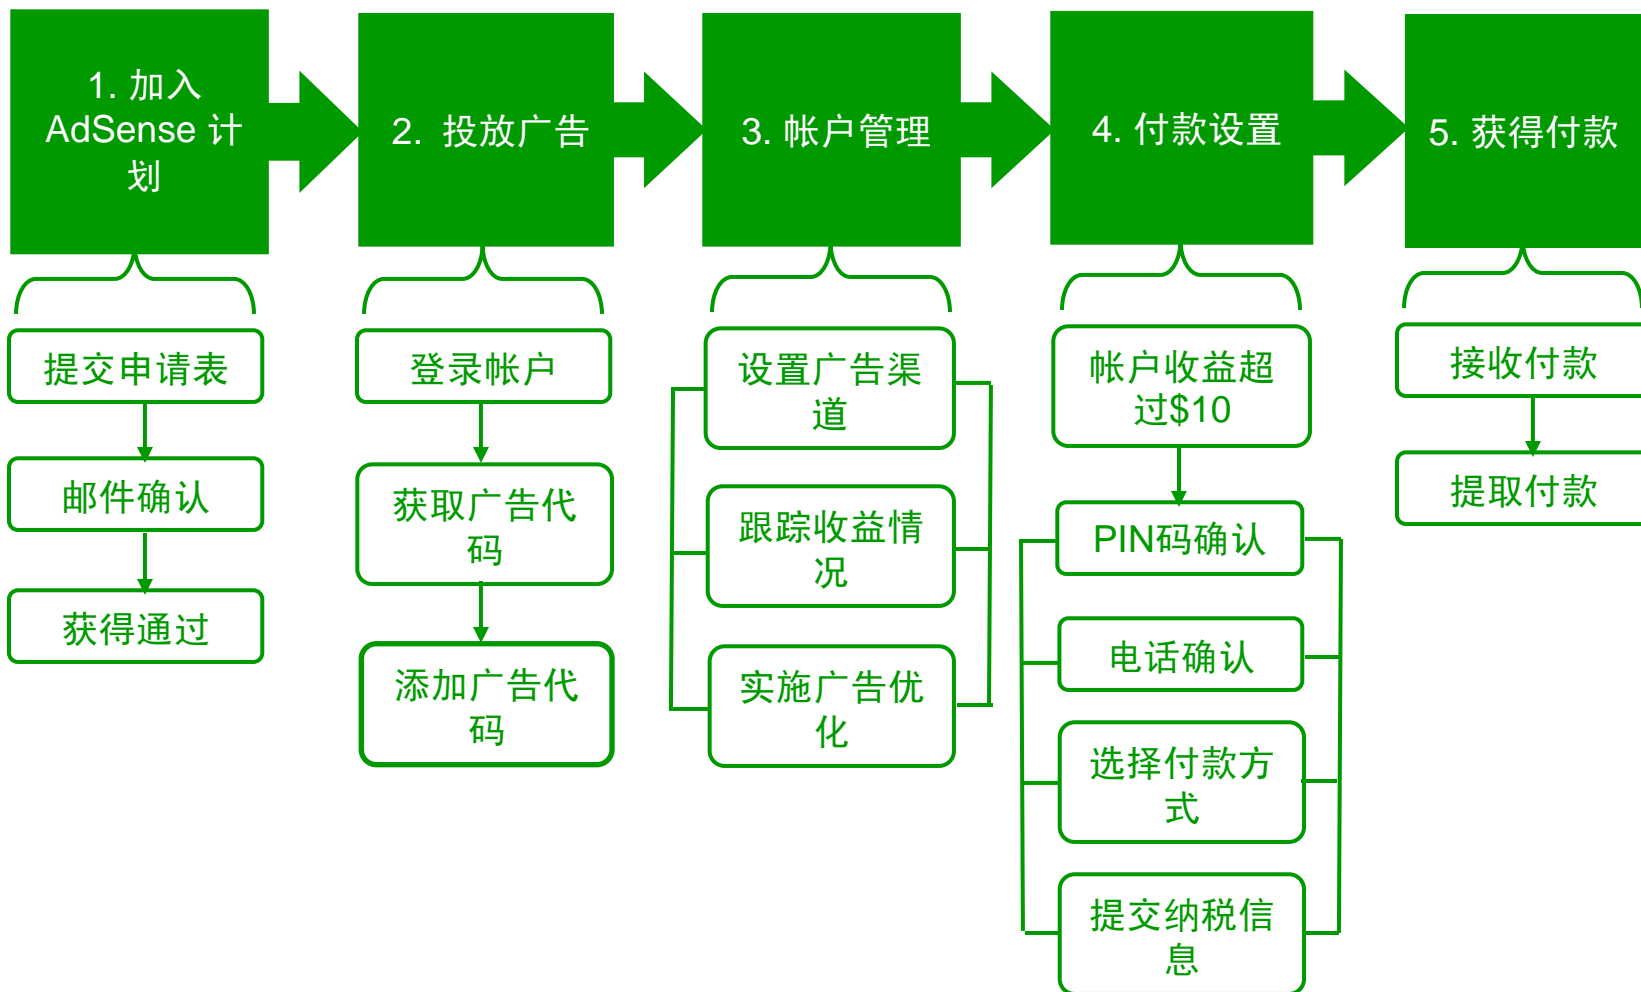 1. 加入
AdSense 计
划
2. 投放广告
3. 帐户管理
4. 付款设置
5. 获得付款
提交申请表
邮件确认
获得通过
登录帐户
获取广告代
码
添加广告代
码
设置广告渠
道
跟踪收益情
况
实施广告优
化
帐户收益超
过$10
PIN码确认
电话确认
选择付款方
式
提交纳税信
息
接收付款
提取付款